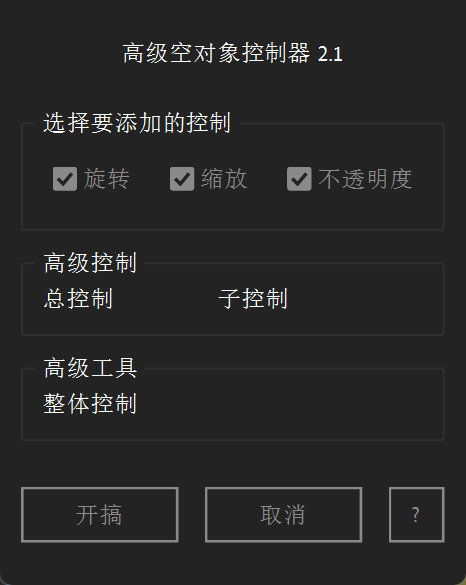 高级空对象控制器 2.1
选择要添加的控制
旋转 缩放 不透明度
高级控制
总控制 子控制
高级工具
整体控制
开搞 取消 ?